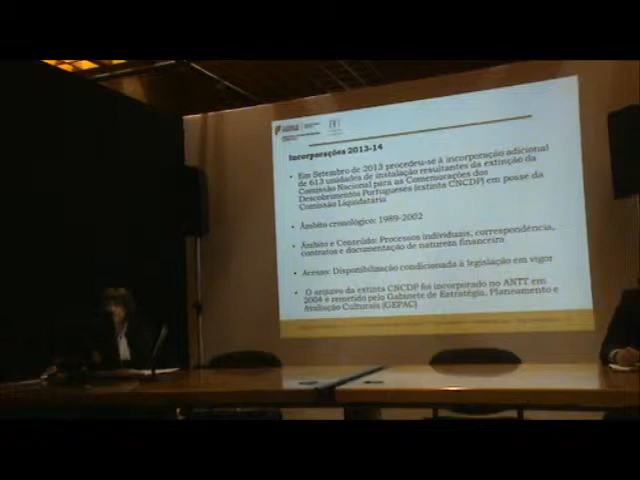 Incorporações 2013-14
• Em Setembro de 2013 procedeu-se à incorporação adicional
de 613 unidades de instalação resultantes da extinção da
Comissão Nacional para as Comemorações dos
Descobrimentos Portugueses (extinta CNCDP) em posse da
Comissão Liquidatária
• Âmbito cronológico: 1989-2002
• Âmbito e Conteúdo: Processos individuais, correspondência,
contratos e documentação de natureza financeira
• Acesso: Disponibilização condicionada à legislação em vigor
• O arquivo da extinta CNCDP foi incorporado no ANTT em
2004 e remetido pelo Gabinete de Estratégia, Planeamento e
Avaliação Culturais (GEPAC)